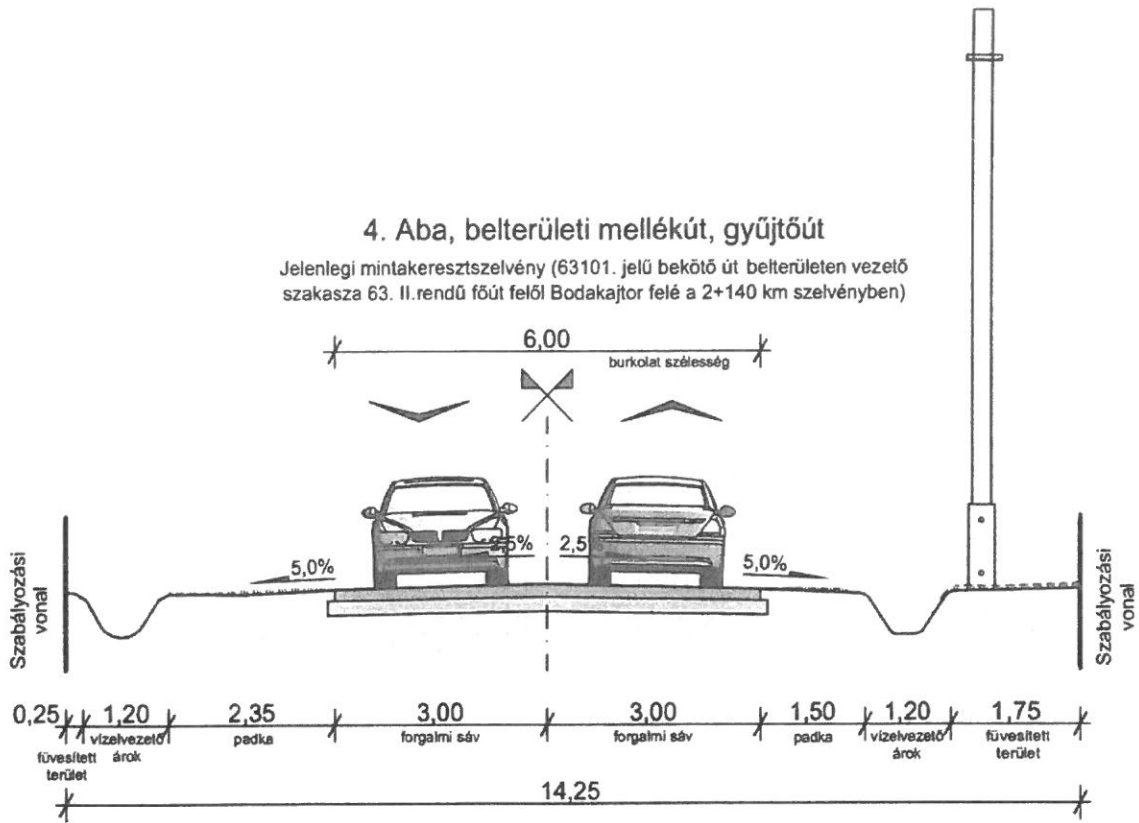 4. Aba, belterületi mellékút, gyűjtőút
Jelenlegi mintakeresztszelvény (63101. jelű bekötő út belterületen vezető
szakasza 63. II.rendű főút felől Bodakajtor felé a 2+140 km szelvényben)
6,00
burkolat szélesség
2,5% 2,5
5,0% 5,0%
Szabályozási
vonal
Szabályozási
vonal
0,25 1,20 2,35 3,00 3,00 1,50 1,20 1,75
füvesített
terület
vízelvezető
árok
padka
forgalmi sáv
forgalmi sáv
padka
vízelvezető
árok
füvesített
terület
14,25